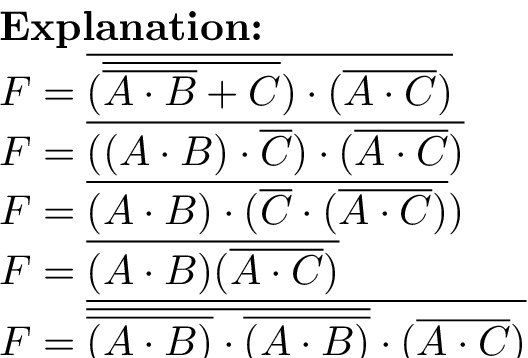 Explanation:
$F = \overline{(\overline{\overline{A \cdot B} + C}) \cdot (\overline{A \cdot C})}$
$F = \overline{((A \cdot B) \cdot \overline{C}) \cdot (\overline{A \cdot C})}$
$F = \overline{(A \cdot B) \cdot (\overline{C} \cdot (\overline{A \cdot C})})$
$F = \overline{(A \cdot B)(\overline{A \cdot C})}$
$F = \overline{\overline{\overline{(A \cdot B)} \cdot \overline{(A \cdot B)}} \cdot (\overline{A \cdot C})}$